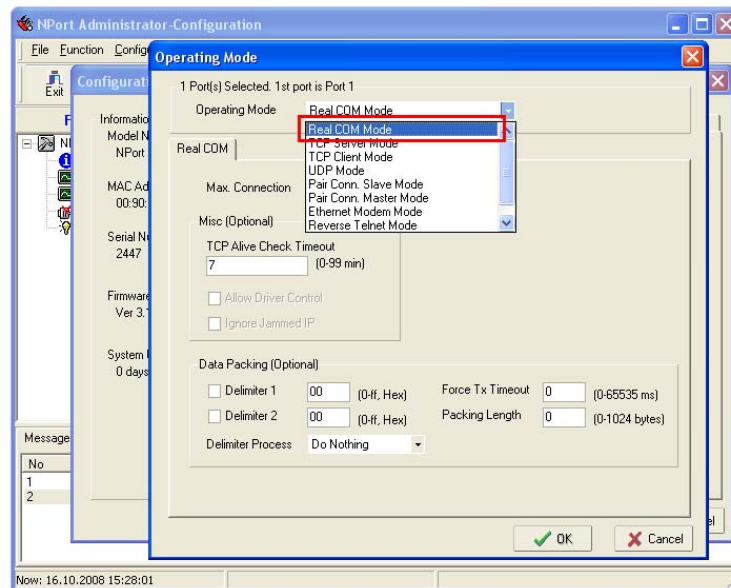 NPort Administrator-Configuration
File Function Config
Exit
Configurati
Operating Mode
1 Port(s) Selected. 1st port is Port 1
Operating Mode Real COM Mode
Real COM Mode
TCP Server Mode
TCP Client Mode
UDP Mode
Pair Conn. Slave Mode
Pair Conn. Master Mode
Ethernet Modem Mode
Reverse Telnet Mode
Real COM
Max. Connection
Misc (Optional)
TCP Alive Check Timeout
7 (0-99 min)
Allow Driver Control
Ignore Jammed IP
Data Packing (Optional)
Delimiter 1 00 (0-ff, Hex) Force Tx Timeout 0 (0-65535 ms)
Delimiter 2 00 (0-ff, Hex) Packing Length 0 (0-1024 bytes)
Delimiter Process Do Nothing
OK Cancel
Informatio
Model N
NPort
MAC Ad
00:90:
Serial Nu
2447
Firmware
Ver 3.
System
0 days
Message
No
1
2
Now: 16.10.2008 15:28:01